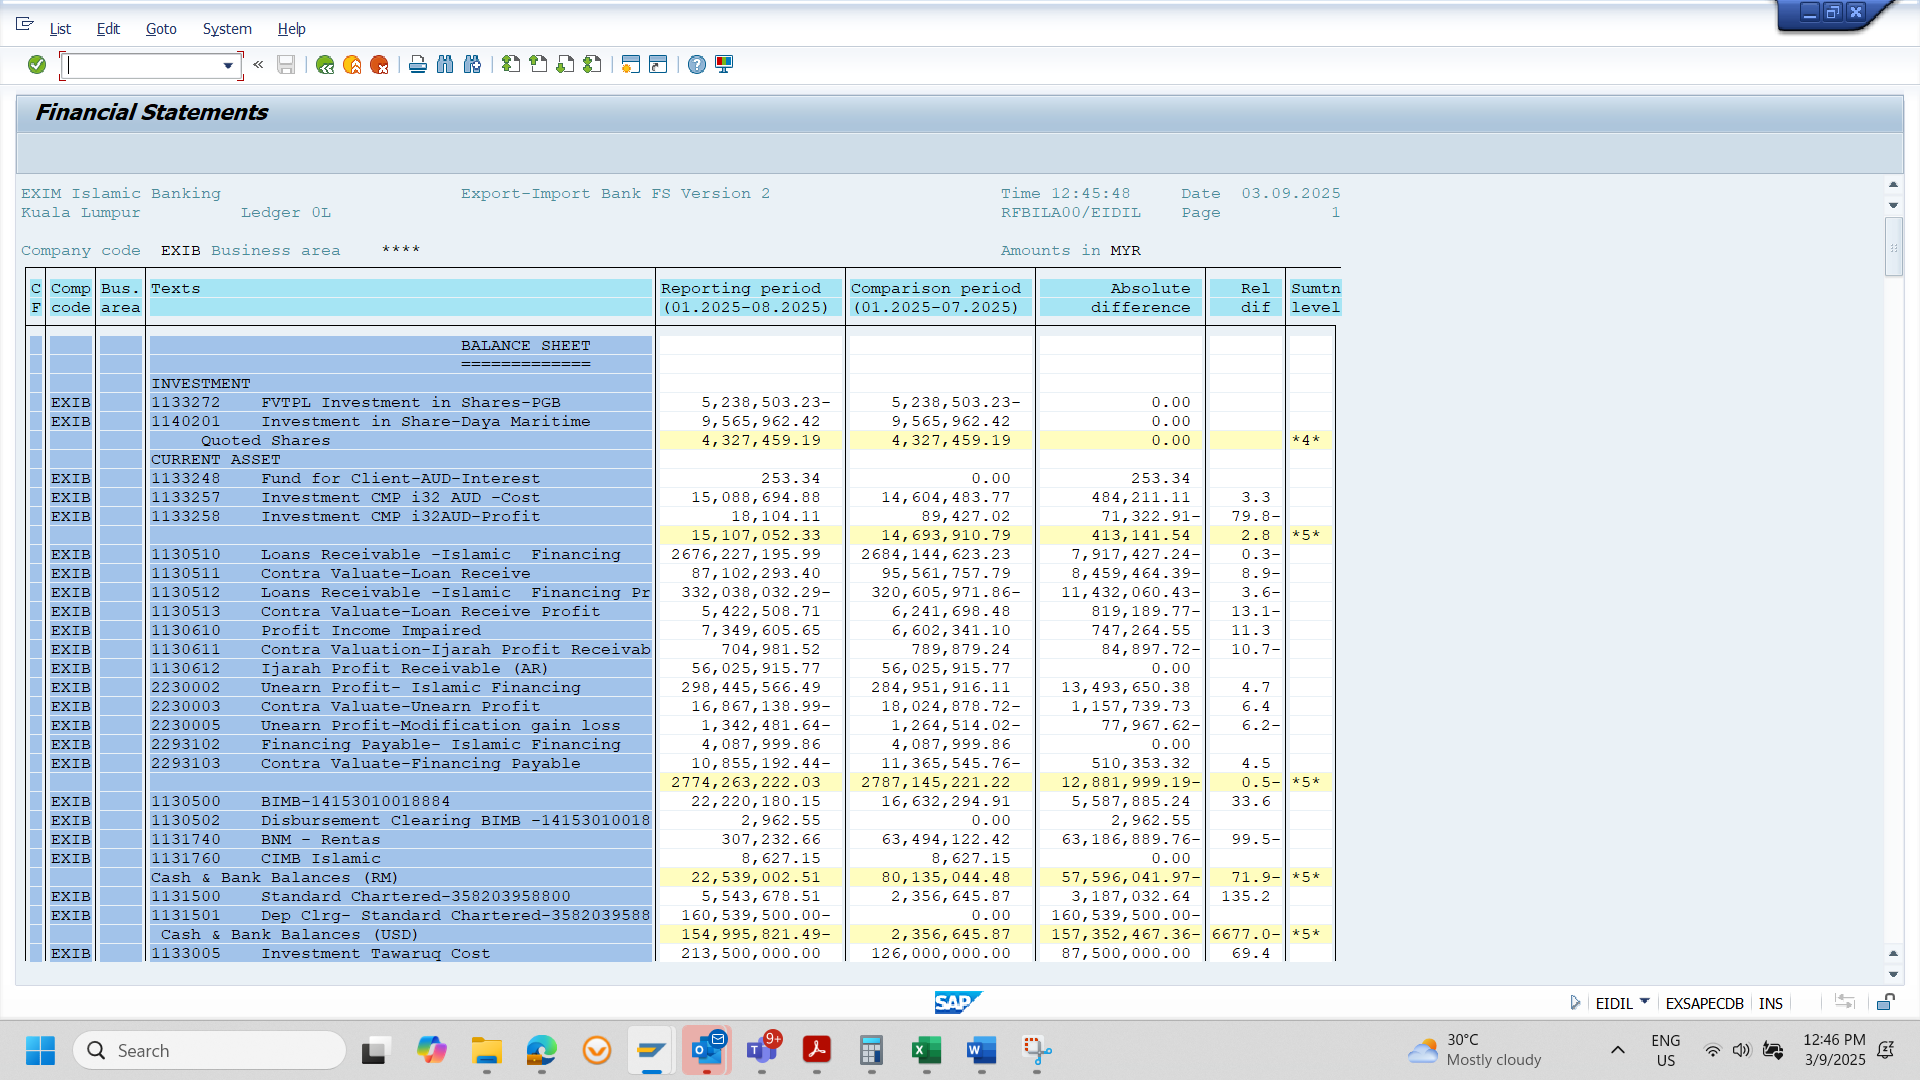 List Edit Goto System Help
«
Financial Statements
EXIM Islamic Banking Export-Import Bank FS Version 2 Time 12:45:48 Date 03.09.2025
Kuala Lumpur Ledger 0L RFBILA00/EIDIL Page 1
Company code EXIB Business area **** Amounts in MYR
C Comp Bus. Texts Reporting period Comparison period Absolute Rel Sumtn
F code area (01.2025-08.2025) (01.2025-07.2025) difference dif level
BALANCE SHEET
=============
INVESTMENT
EXIB 1133272 FVTPL Investment in Shares-PGB 5,238,503.23- 5,238,503.23- 0.00
EXIB 1140201 Investment in Share-Daya Maritime 9,565,962.42 9,565,962.42 0.00
Quoted Shares 4,327,459.19 4,327,459.19 0.00 *4*
CURRENT ASSET
EXIB 1133248 Fund for Client-AUD-Interest 253.34 0.00 253.34
EXIB 1133257 Investment CMP i32 AUD -Cost 15,088,694.88 14,604,483.77 484,211.11 3.3
EXIB 1133258 Investment CMP i32AUD-Profit 18,104.11 89,427.02 71,322.91- 79.8-
15,107,052.33 14,693,910.79 413,141.54 2.8 *5*
EXIB 1130510 Loans Receivable -Islamic Financing 2676,227,195.99 2684,144,623.23 7,917,427.24- 0.3-
EXIB 1130511 Contra Valuate-Loan Receive 87,102,293.40 95,561,757.79 8,459,464.39- 8.9-
EXIB 1130512 Loans Receivable -Islamic Financing Pr 332,038,032.29- 320,605,971.86- 11,432,060.43- 3.6-
EXIB 1130513 Contra Valuate-Loan Receive Profit 5,422,508.71 6,241,698.48 819,189.77- 13.1-
EXIB 1130610 Profit Income Impaired 7,349,605.65 6,602,341.10 747,264.55 11.3
EXIB 1130611 Contra Valuation-Ijarah Profit Receivab 704,981.52 789,879.24 84,897.72- 10.7-
EXIB 1130612 Ijarah Profit Receivable (AR) 56,025,915.77 56,025,915.77 0.00
EXIB 2230002 Unearn Profit- Islamic Financing 298,445,566.49 284,951,916.11 13,493,650.38 4.7
EXIB 2230003 Contra Valuate-Unearn Profit 16,867,138.99- 18,024,878.72- 1,157,739.73 6.4
EXIB 2230005 Unearn Profit-Modification gain loss 1,342,481.64- 1,264,514.02- 77,967.62- 6.2-
EXIB 2293102 Financing Payable- Islamic Financing 4,087,999.86 4,087,999.86 0.00
EXIB 2293103 Contra Valuate-Financing Payable 10,855,192.44- 11,365,545.76- 510,353.32 4.5
2774,263,222.03 2787,145,221.22 12,881,999.19- 0.5- *5*
EXIB 1130500 BIMB-14153010018884 22,220,180.15 16,632,294.91 5,587,885.24 33.6
EXIB 1130502 Disbursement Clearing BIMB -14153010018 2,962.55 0.00 2,962.55
EXIB 1131740 BNM - Rentas 307,232.66 63,494,122.42 63,186,889.76- 99.5-
EXIB 1131760 CIMB Islamic 8,627.15 8,627.15 0.00
Cash & Bank Balances (RM) 22,539,002.51 80,135,044.48 57,596,041.97- 71.9- *5*
EXIB 1131500 Standard Chartered-358203958800 5,543,678.51 2,356,645.87 3,187,032.64 135.2
EXIB 1131501 Dep Clrg- Standard Chartered-3582039588 160,539,500.00- 0.00 160,539,500.00-
Cash & Bank Balances (USD) 154,995,821.49- 2,356,645.87 157,352,467.36- 6677.0- *5*
EXIB 1133005 Investment Tawaruq Cost 213,500,000.00 126,000,000.00 87,500,000.00 69.4
SAP
EIDIL EXSAPECDB INS
Search
9+
30°C
Mostly cloudy
ENG
US
12:46 PM
3/9/2025